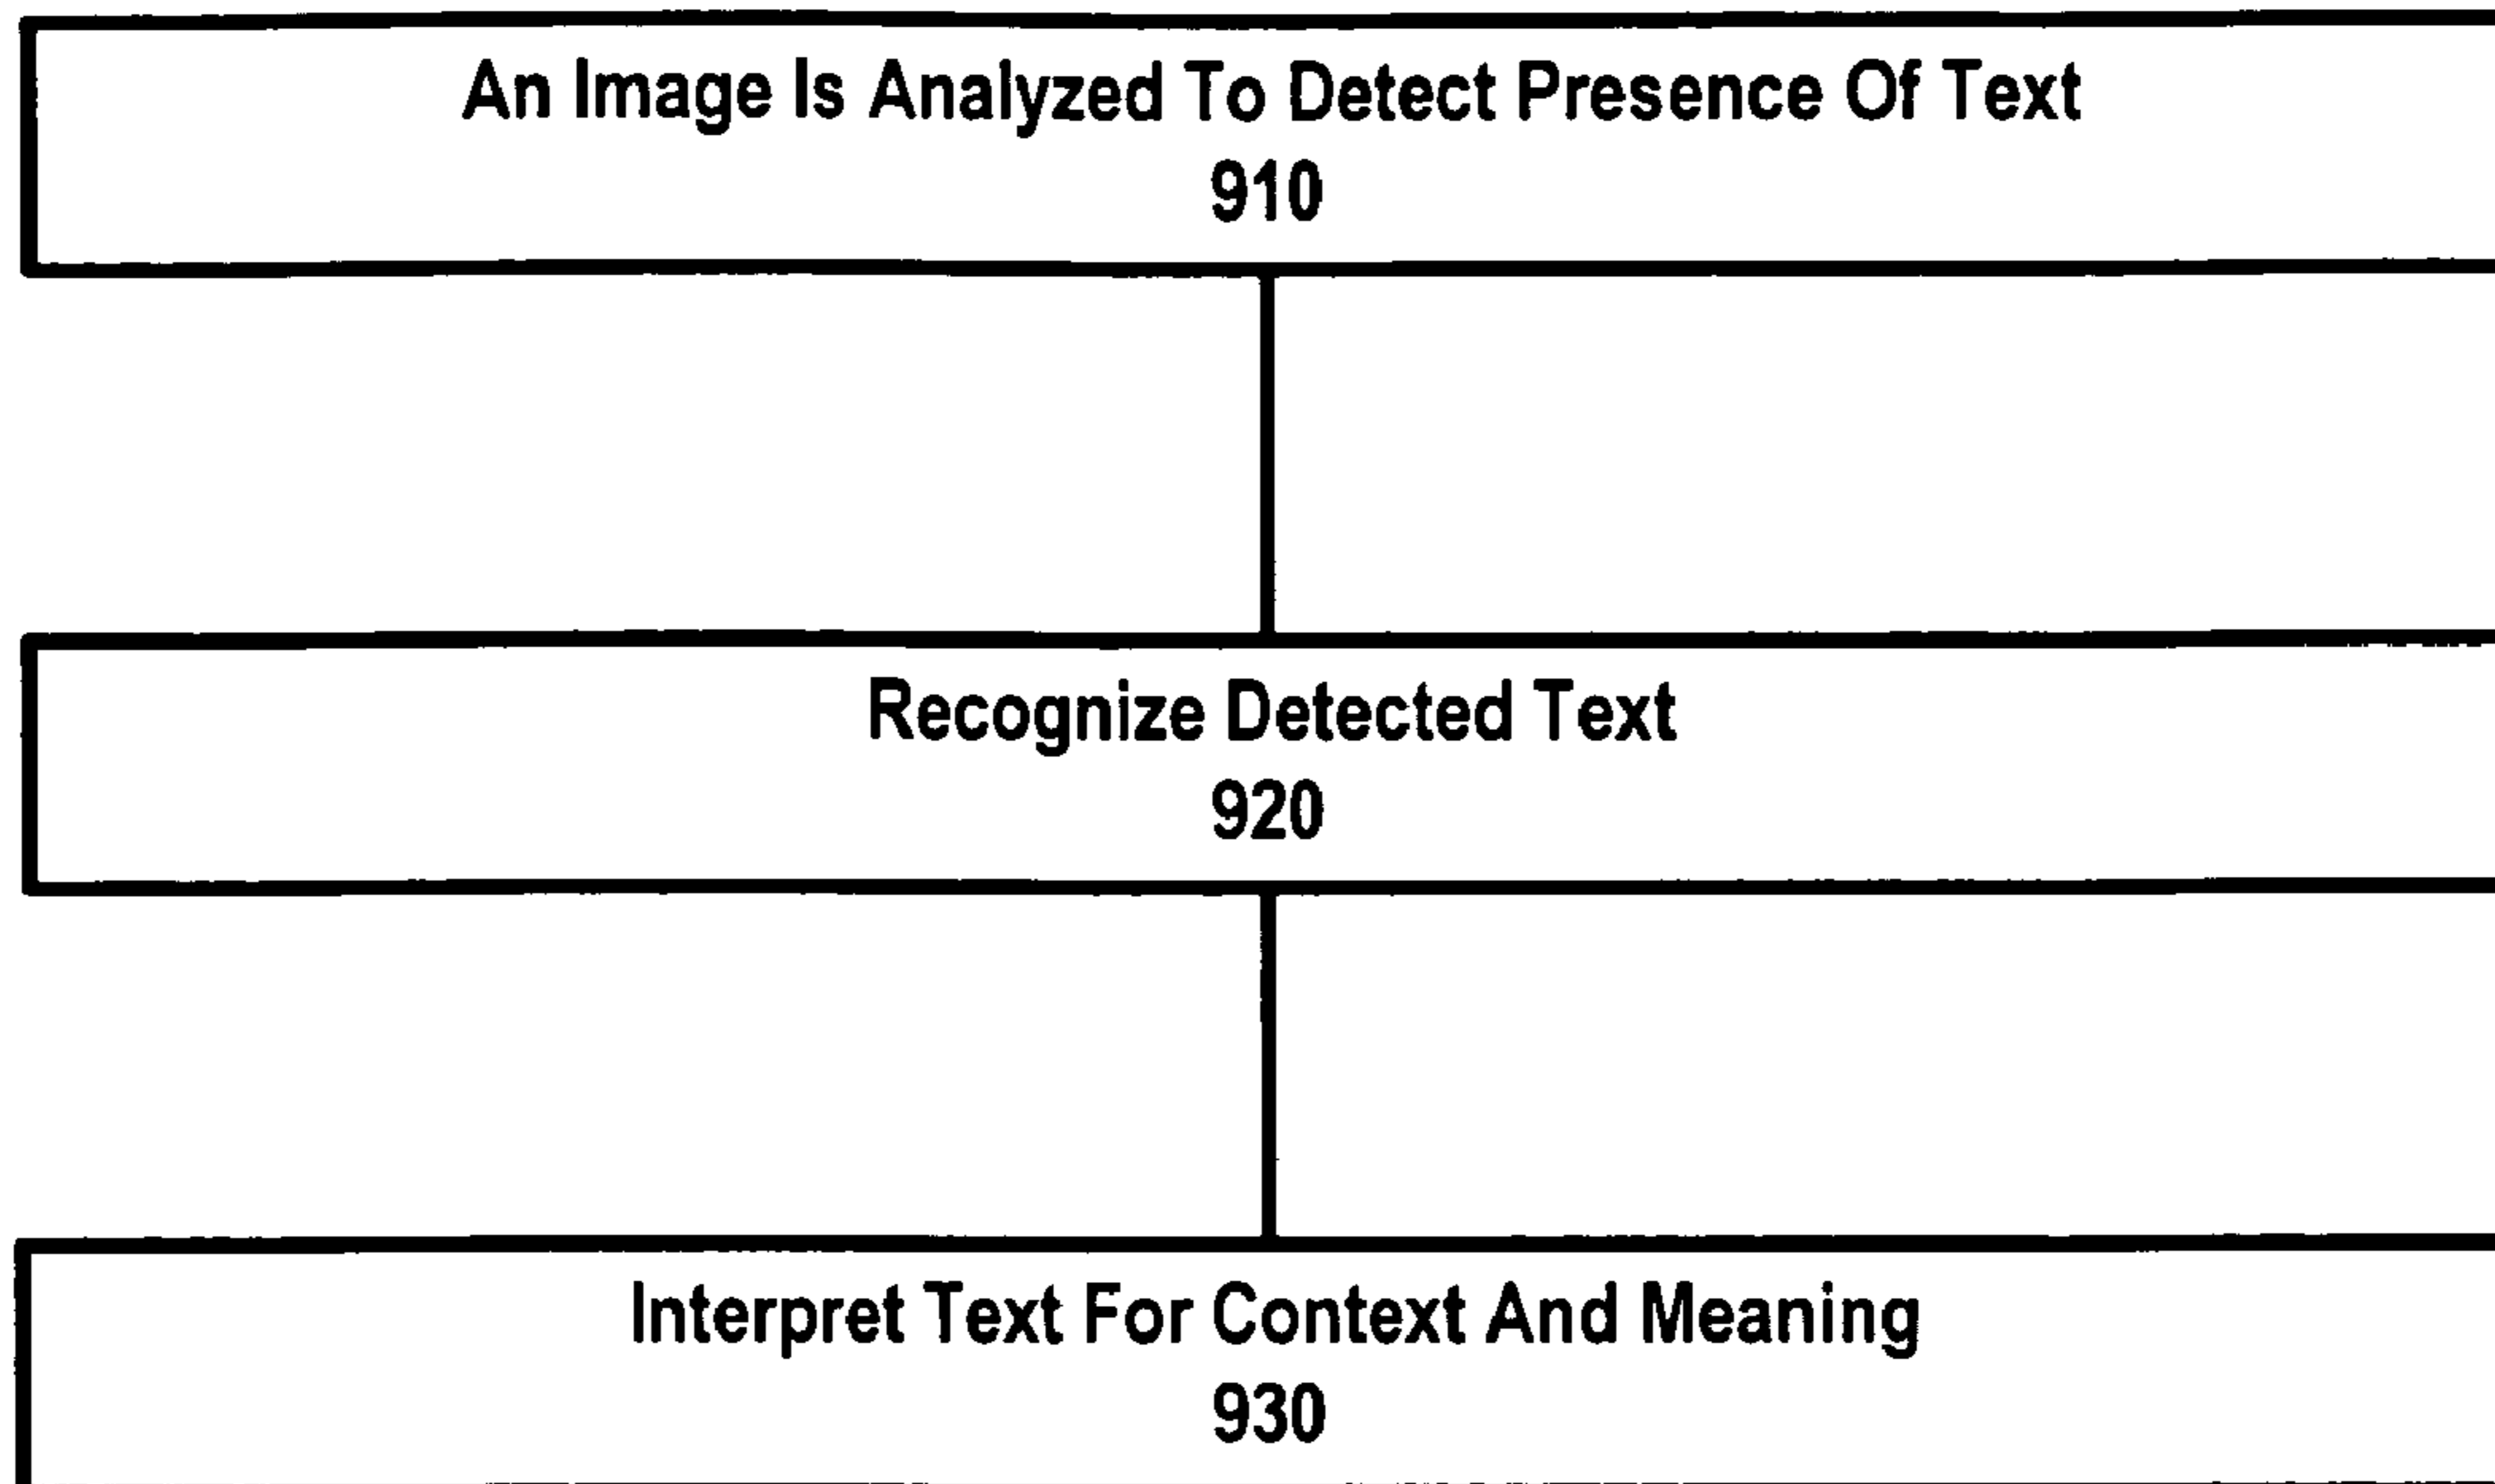 An Image Is Analyzed To Detect Presence Of Text
910
Recognize Detected Text
920
Interpret Text For Context And Meaning
930